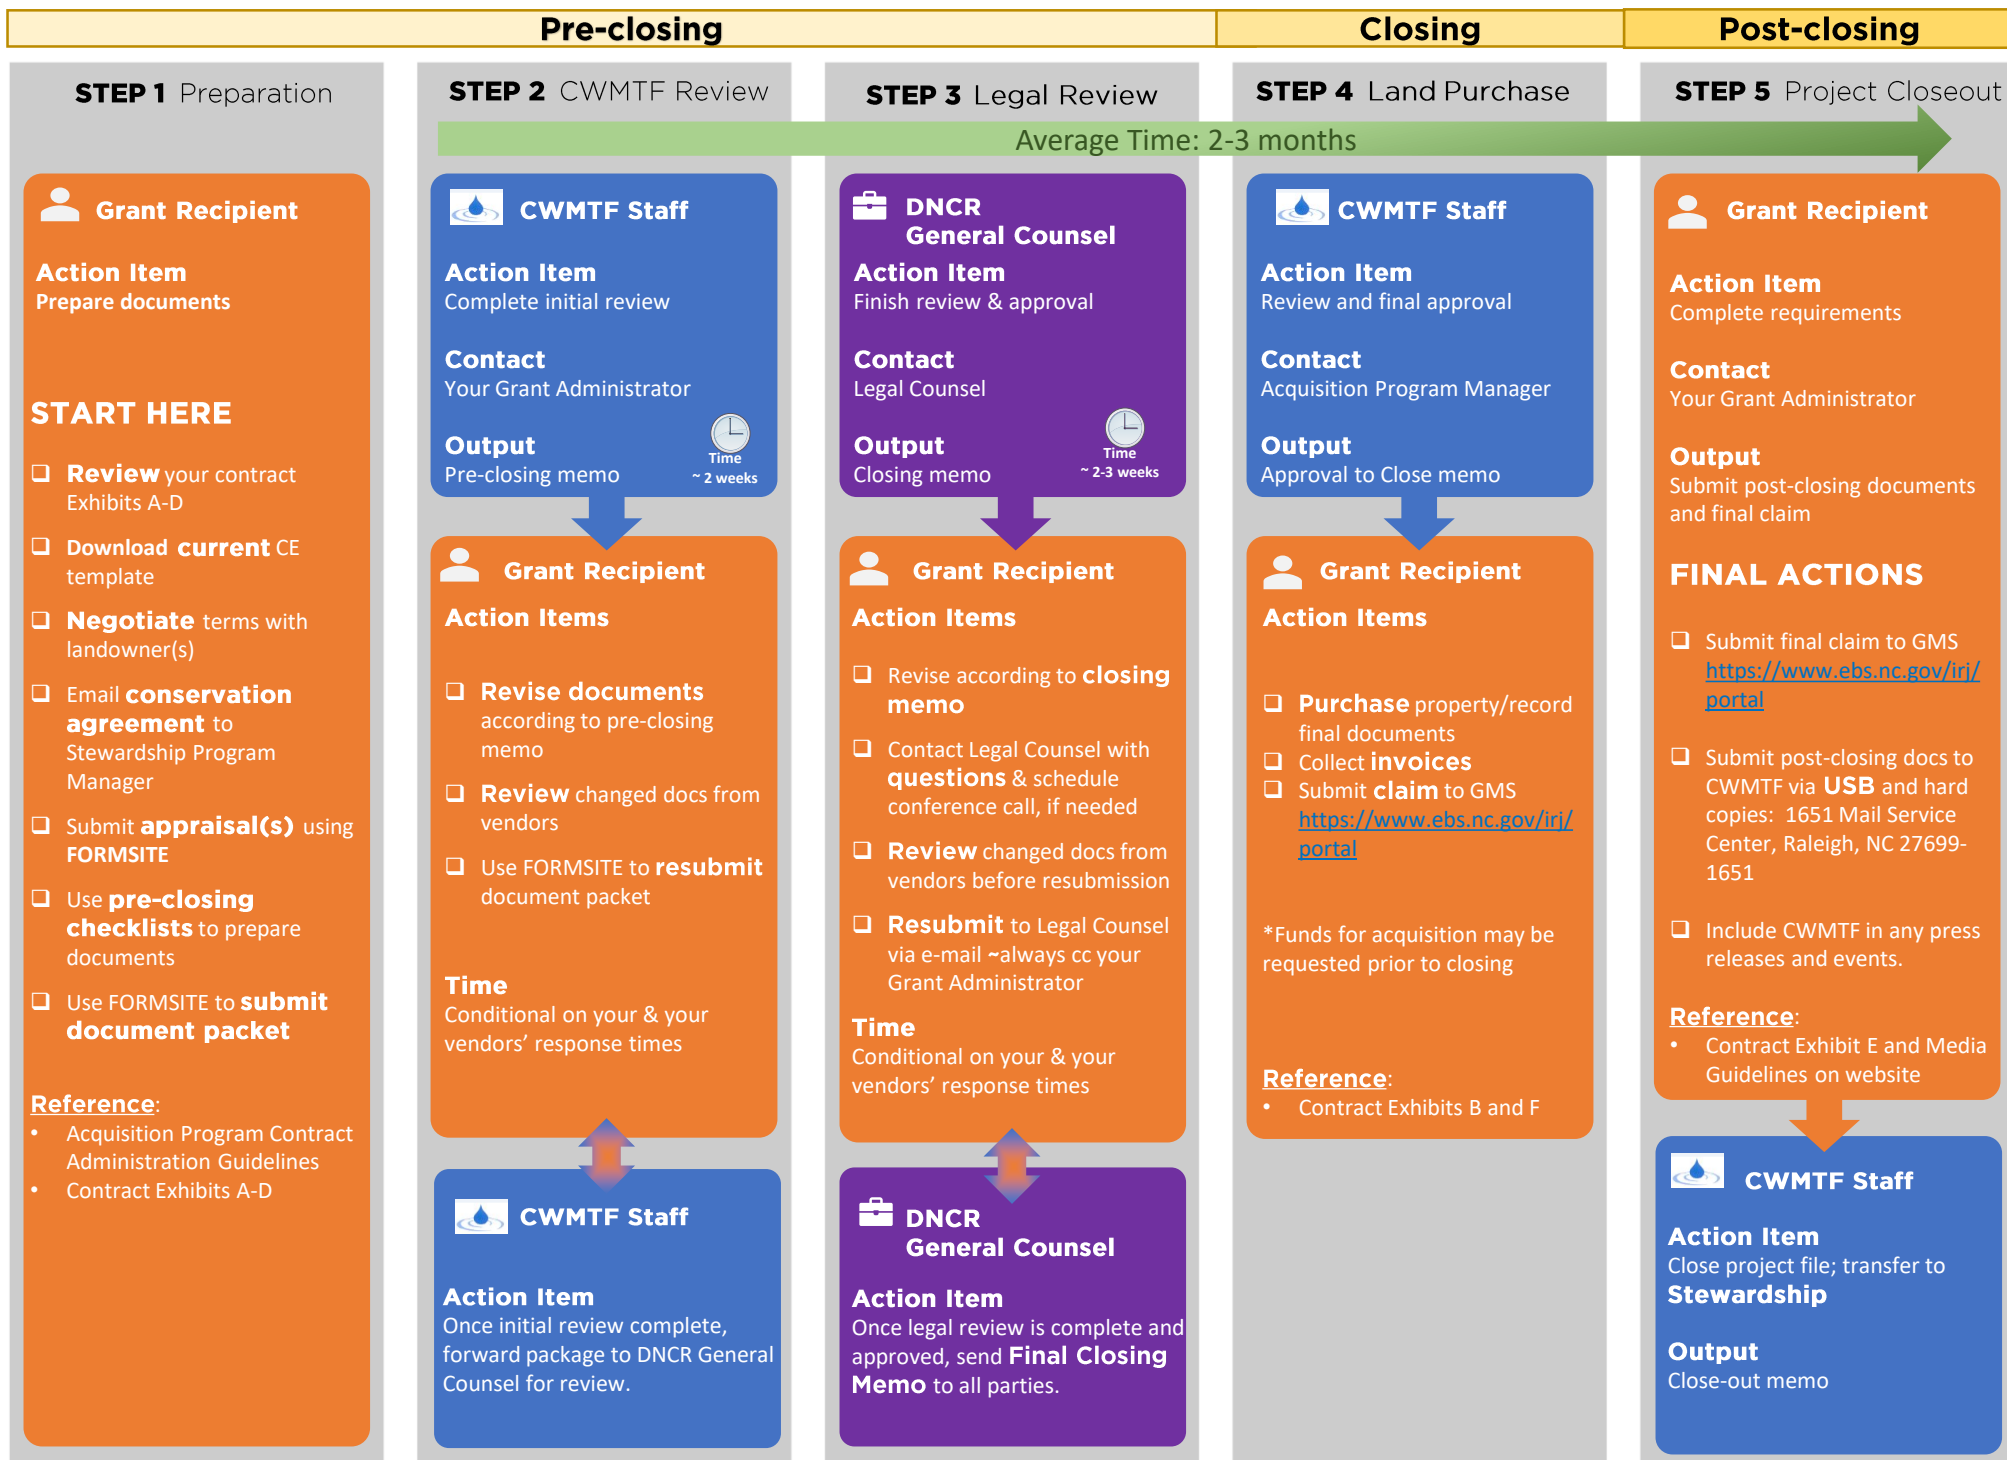 Pre-closing
Closing
Post-closing
STEP 1 Preparation
Grant Recipient
Action Item
Prepare documents
START HERE
❑ Review your contract
Exhibits A-D
❑ Download current CE
template
❑ Negotiate terms with
landowner(s)
❑ Email conservation
agreement to
Stewardship Program
Manager
❑ Submit appraisal(s) using
FORMSITE
❑ Use pre-closing
checklists to prepare
documents
❑ Use FORMSITE to submit
document packet
Reference:
• Acquisition Program Contract
Administration Guidelines
• Contract Exhibits A-D
STEP 2 CWMTF Review
Average Time: 2-3 months
CWMTF Staff
Action Item
Complete initial review
Contact
Your Grant Administrator
Output
Pre-closing memo
Time
~ 2 weeks
Grant Recipient
Action Items
❑ Revise documents
according to pre-closing
memo
❑ Review changed docs from
vendors
❑ Use FORMSITE to resubmit
document packet
Time
Conditional on your & your
vendors' response times
CWMTF Staff
Action Item
Once initial review complete,
forward package to DNCR General
Counsel for review.
STEP 3 Legal Review
DNCR
General Counsel
Action Item
Finish review & approval
Contact
Legal Counsel
Output
Closing memo
Time
~ 2-3 weeks
Grant Recipient
Action Items
❑ Revise according to closing
memo
❑ Contact Legal Counsel with
questions & schedule
conference call, if needed
❑ Review changed docs from
vendors before resubmission
❑ Resubmit to Legal Counsel
via e-mail ~always cc your
Grant Administrator
Time
Conditional on your & your
vendors' response times
DNCR
General Counsel
Action Item
Once legal review is complete and
approved, send Final Closing
Memo to all parties.
STEP 4 Land Purchase
CWMTF Staff
Action Item
Review and final approval
Contact
Acquisition Program Manager
Output
Approval to Close memo
Grant Recipient
Action Items
❑ Purchase property/record
final documents
❑ Collect invoices
❑ Submit claim to GMS
https://www.ebs.nc.gov/irj/
portal
*Funds for acquisition may be
requested prior to closing
Reference:
• Contract Exhibits B and F
STEP 5 Project Closeout
Grant Recipient
Action Item
Complete requirements
Contact
Your Grant Administrator
Output
Submit post-closing documents
and final claim
FINAL ACTIONS
❑ Submit final claim to GMS
https://www.ebs.nc.gov/irj/
portal
❑ Submit post-closing docs to
CWMTF via USB and hard
copies: 1651 Mail Service
Center, Raleigh, NC 27699-
1651
❑ Include CWMTF in any press
releases and events.
Reference:
• Contract Exhibit E and Media
Guidelines on website
CWMTF Staff
Action Item
Close project file; transfer to
Stewardship
Output
Close-out memo